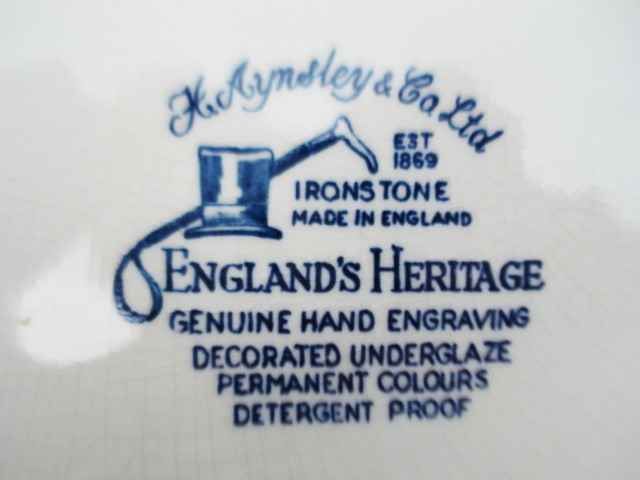 H. Aynsley & Co Ltd
EST
1869
IRONSTONE
MADE IN ENGLAND
ENGLAND'S HERITAGE
GENUINE HAND ENGRAVING
DECORATED UNDERGLAZE
PERMANENT COLOURS
DETERGENT PROOF